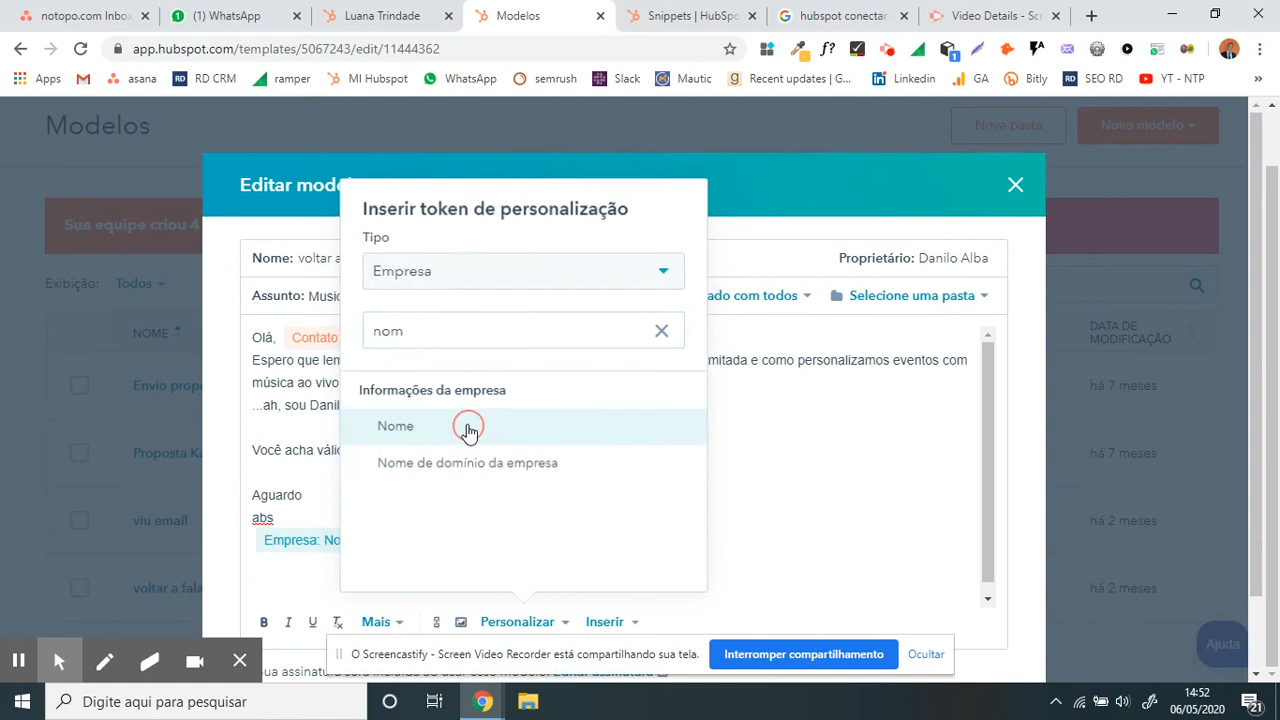 notopo.com Inbox
(1) WhatsApp
Luana Trindade
Modelos
Snippets | HubSp
hubspot conectar
Video Details - Scr
app.hubspot.com/templates/5067243/edit/11444362
Apps
asana
RD CRM
ramper
MI Hubspot
WhatsApp
semrush
Slack
Mautic
Recent updates | G...
Linkedin
GA
Bitly
SEO RD
YT - NTP
Modelos
Nova pasta
Novo modelo
Editar mode
Inserir token de personalização
Sua equipe criou 4
Tipo
Empresa
Nome: voltar a
Proprietário: Danilo Alba
Exibição: Todos
Assunto: Music
ado com todos
Selecione uma pasta
nom
NOME
DATA DE
MODIFICAÇÃO
Olá, Contato
Espero que lem
mitada e como personalizamos eventos com
música ao vivo
Envio propo
há 7 meses
Informações da empresa
...ah, sou Danil
Nome
Você acha válid
Proposta Ka
há 7 meses
Nome de domínio da empresa
Aguardo
abs
viu email
há 2 meses
Empresa: No
voltar a fala
há 2 meses
B I U Mais
Personalizar
Inserir
Ajuda
O Screencastify - Screen Video Recorder está compartilhando sua tela.
Interromper compartilhamento
Ocultar
Digite aqui para pesquisar
14:52
06/05/2020
21